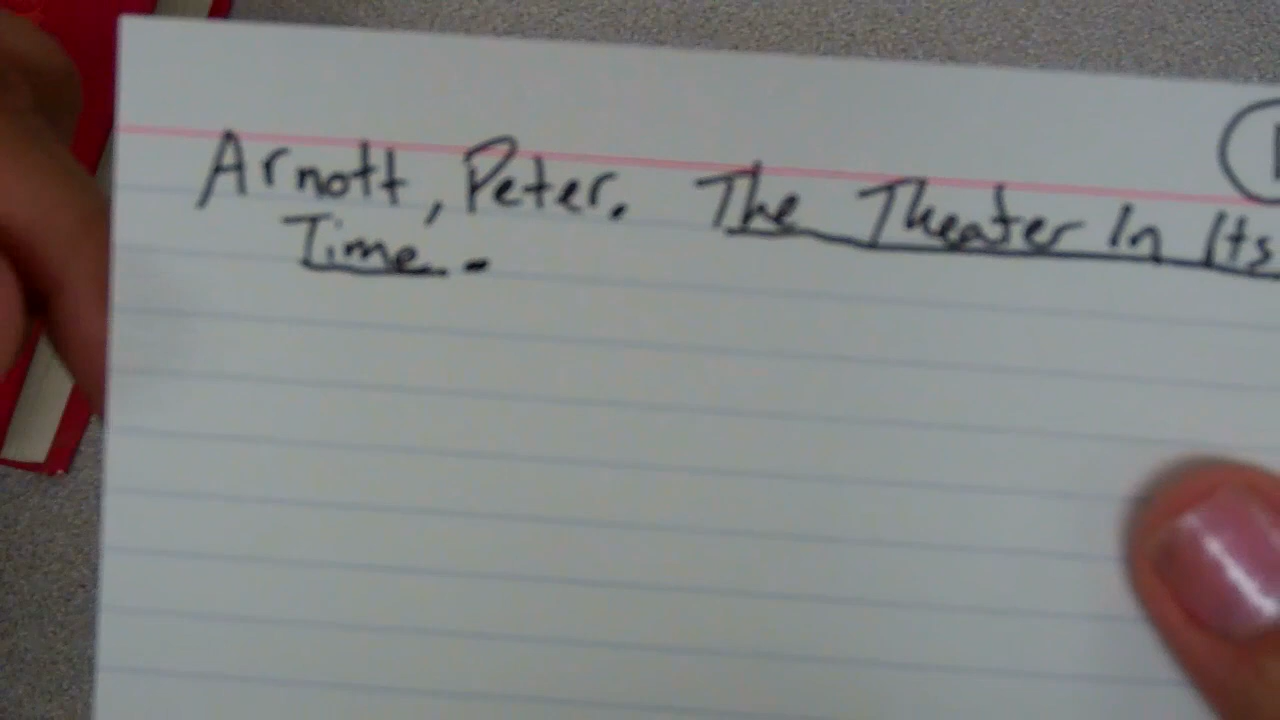 Arnott, Peter. The Theater In Its
Time.